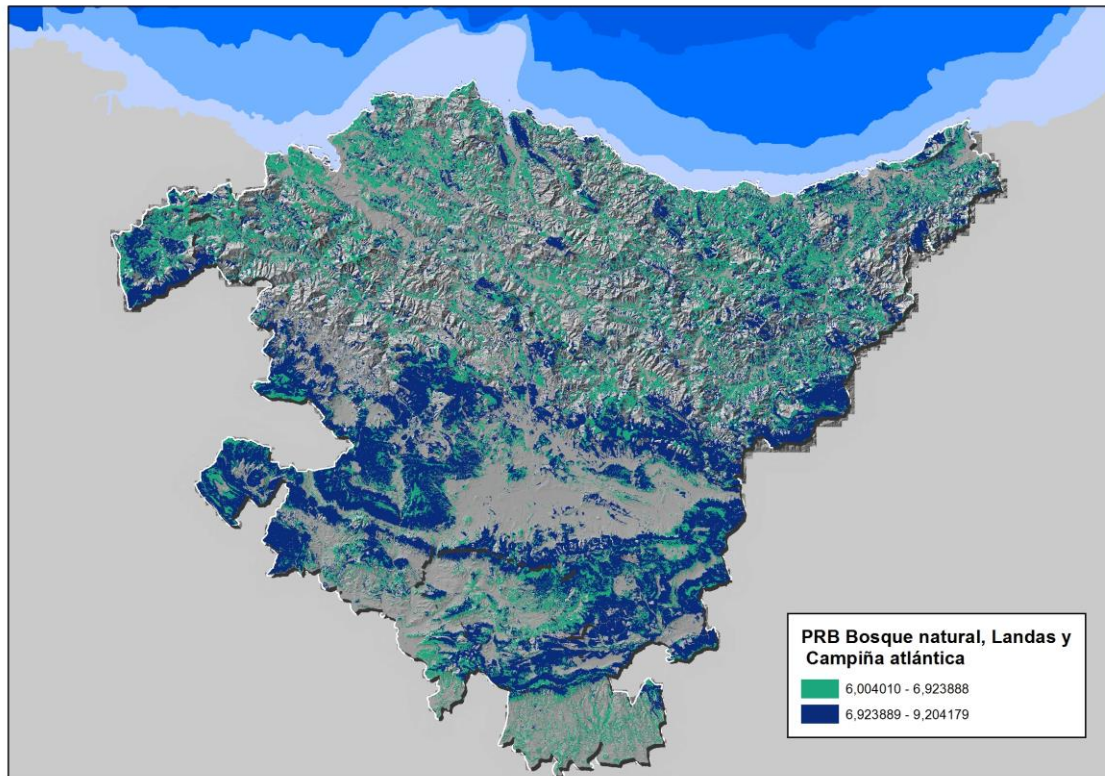 PRB Bosque natural, Landas y
Campiña atlántica
6,004010 - 6,923888
6,923889 - 9,204179